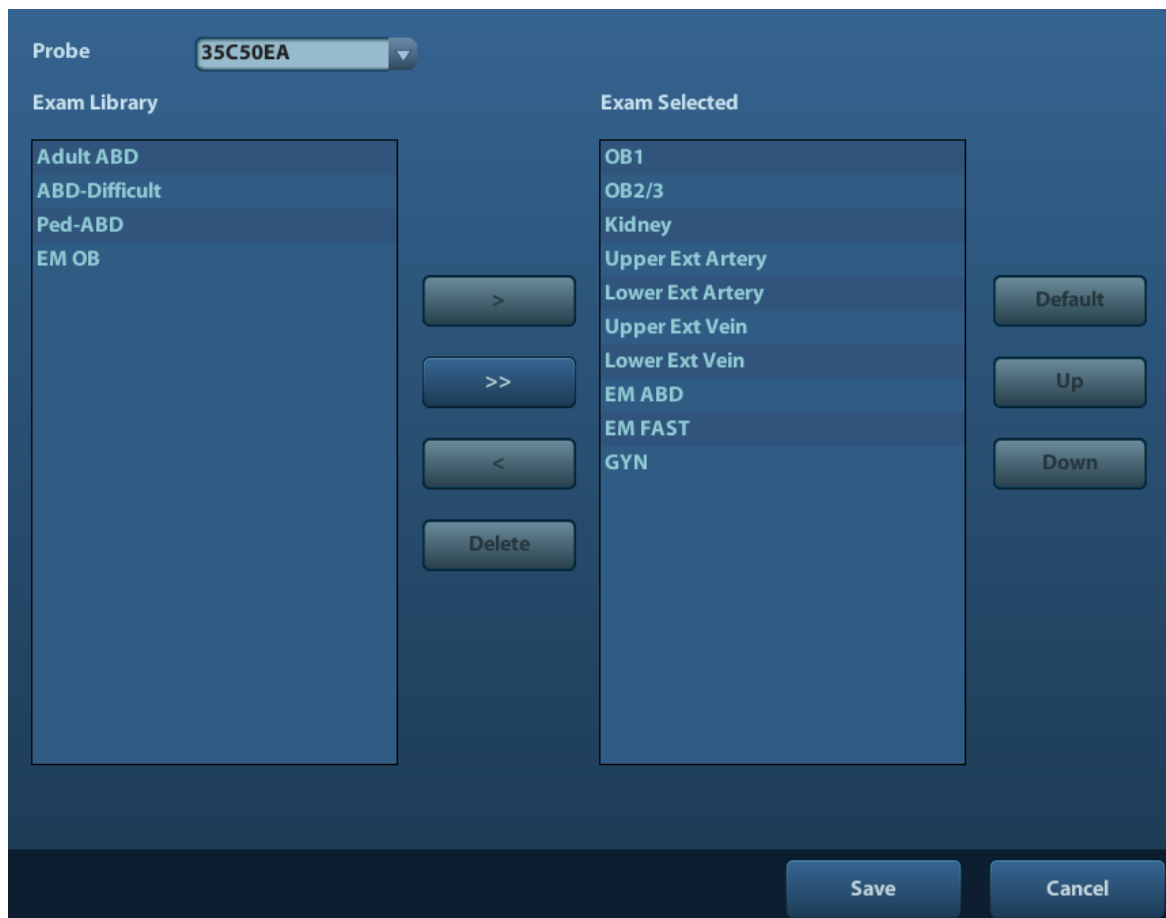 Probe
35C50EA
Exam Library
Exam Selected
Adult ABD
ABD-Difficult
Ped-ABD
EM OB
>
>>
<
Delete
OB1
OB2/3
Kidney
Upper Ext Artery
Lower Ext Artery
Upper Ext Vein
Lower Ext Vein
EM ABD
EM FAST
GYN
Default
Up
Down
Save
Cancel